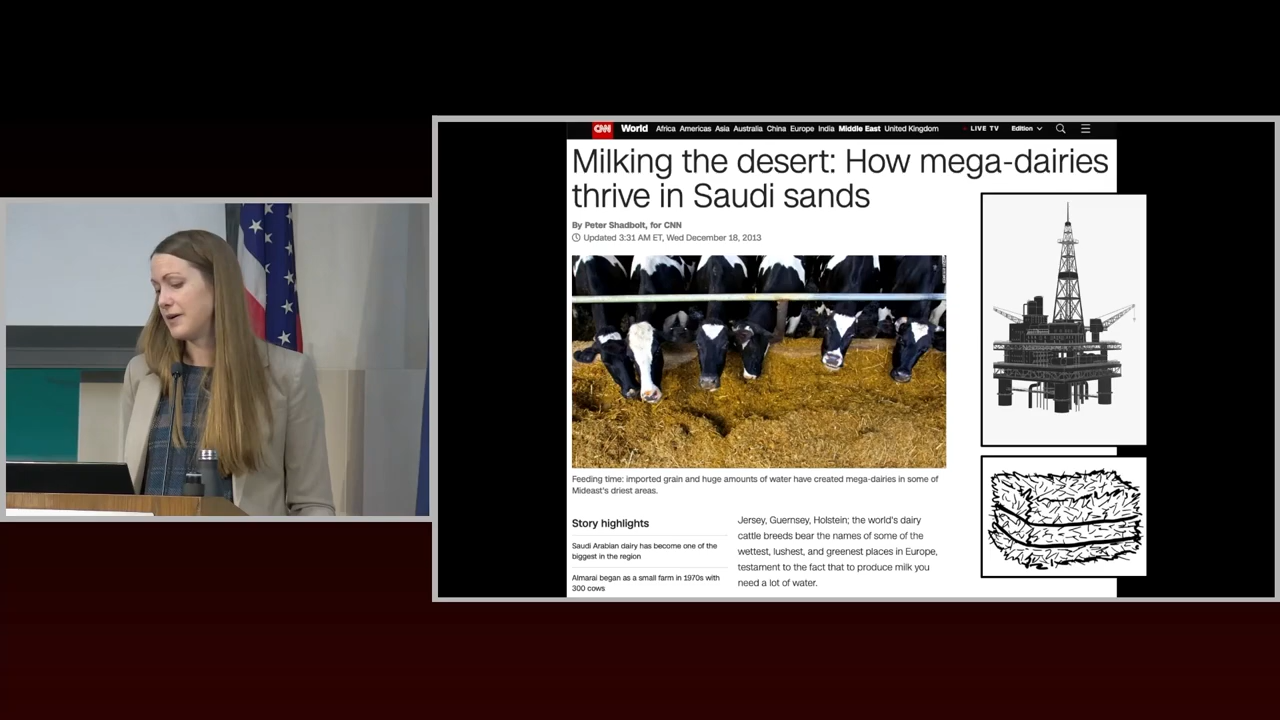 CNN World Africa Americas Asia Australia China Europe India Middle East United Kingdom LIVE TV Edition
Milking the desert: How mega-dairies
thrive in Saudi sands
By Peter Shadbolt, for CNN
Updated 3:31 AM ET, Wed December 18, 2013
Feeding time: imported grain and huge amounts of water have created mega-dairies in some of
Mideast's driest areas.
Story highlights
Saudi Arabian dairy has become one of the
biggest in the region
Almarai began as a small farm in 1970s with
300 cows
Jersey, Guernsey, Holstein; the world's dairy
cattle breeds bear the names of some of the
wettest, lushest, and greenest places in Europe,
testament to the fact that to produce milk you
need a lot of water.